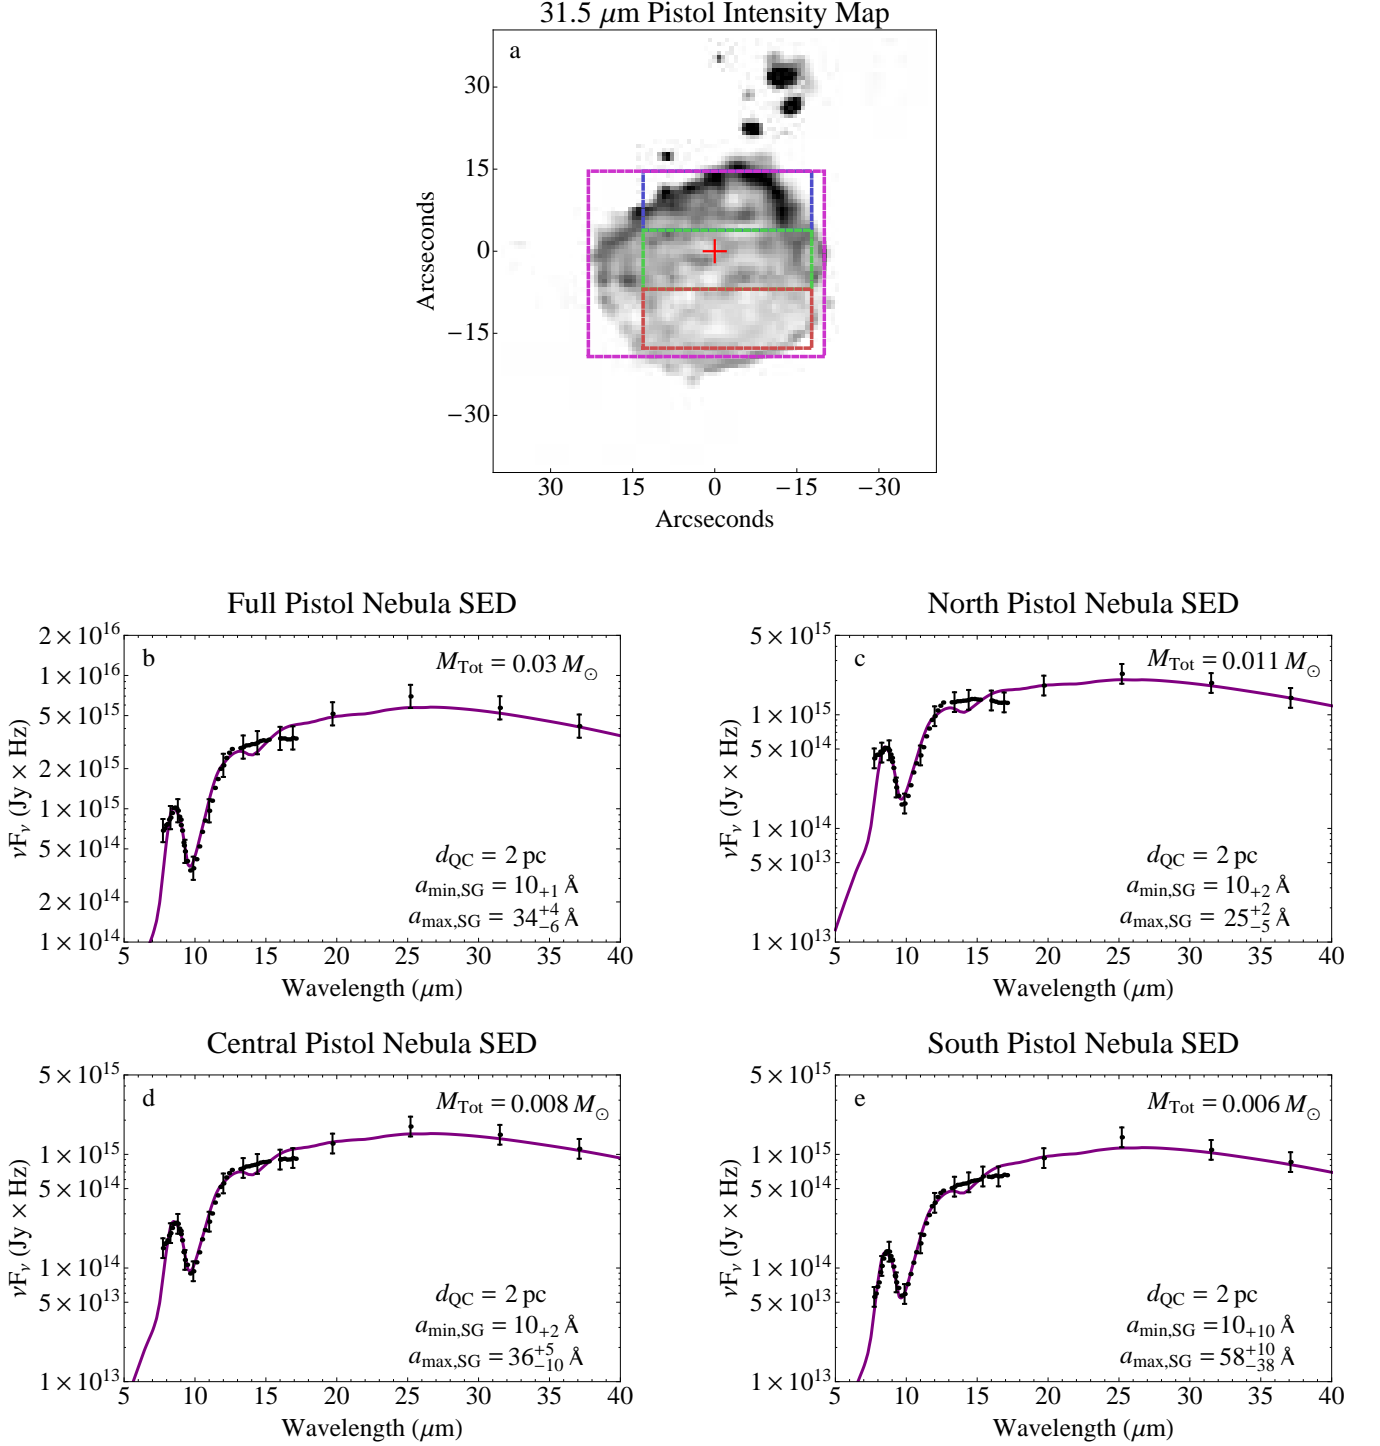 31.5 μm Pistol Intensity Map
a
30
15
0
−15
−30
Arcseconds
30 15 0 −15 −30
Arcseconds
Full Pistol Nebula SED
b
M_Tot = 0.03 M_⊙
2 × 10^16
1 × 10^16
5 × 10^15
2 × 10^15
1 × 10^15
5 × 10^14
2 × 10^14
1 × 10^14
νF_ν (Jy × Hz)
d_QC = 2 pc
a_min,SG = 10_+1 Å
a_max,SG = 34^+4_−6 Å
5 10 15 20 25 30 35 40
Wavelength (μm)
North Pistol Nebula SED
c
M_Tot = 0.011 M_⊙
5 × 10^15
1 × 10^15
5 × 10^14
1 × 10^14
5 × 10^13
1 × 10^13
νF_ν (Jy × Hz)
d_QC = 2 pc
a_min,SG = 10_+2 Å
a_max,SG = 25^+2_−5 Å
5 10 15 20 25 30 35 40
Wavelength (μm)
Central Pistol Nebula SED
d
M_Tot = 0.008 M_⊙
5 × 10^15
1 × 10^15
5 × 10^14
1 × 10^14
5 × 10^13
1 × 10^13
νF_ν (Jy × Hz)
d_QC = 2 pc
a_min,SG = 10_+2 Å
a_max,SG = 36^+5_−10 Å
5 10 15 20 25 30 35 40
Wavelength (μm)
South Pistol Nebula SED
e
M_Tot = 0.006 M_⊙
5 × 10^15
1 × 10^15
5 × 10^14
1 × 10^14
5 × 10^13
1 × 10^13
νF_ν (Jy × Hz)
d_QC = 2 pc
a_min,SG = 10_+10 Å
a_max,SG = 58^+10_−38 Å
5 10 15 20 25 30 35 40
Wavelength (μm)